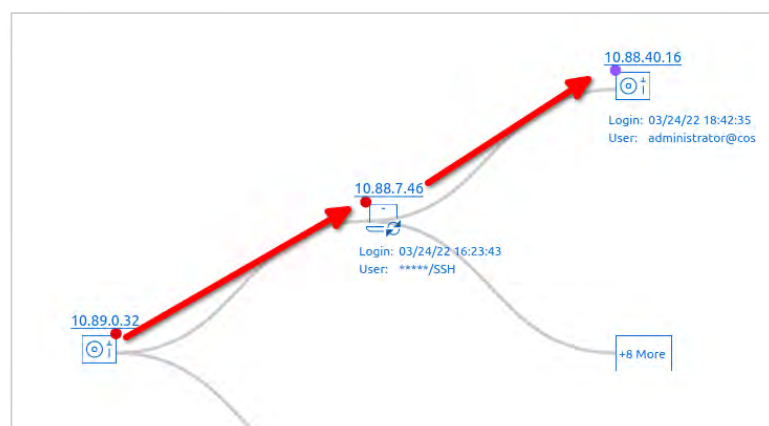 10.88.40.16
Login: 03/24/22 18:42:35
User: administrator@cos
10.88.7.46
Login: 03/24/22 16:23:43
User: *****/SSH
10.89.0.32
+8 More